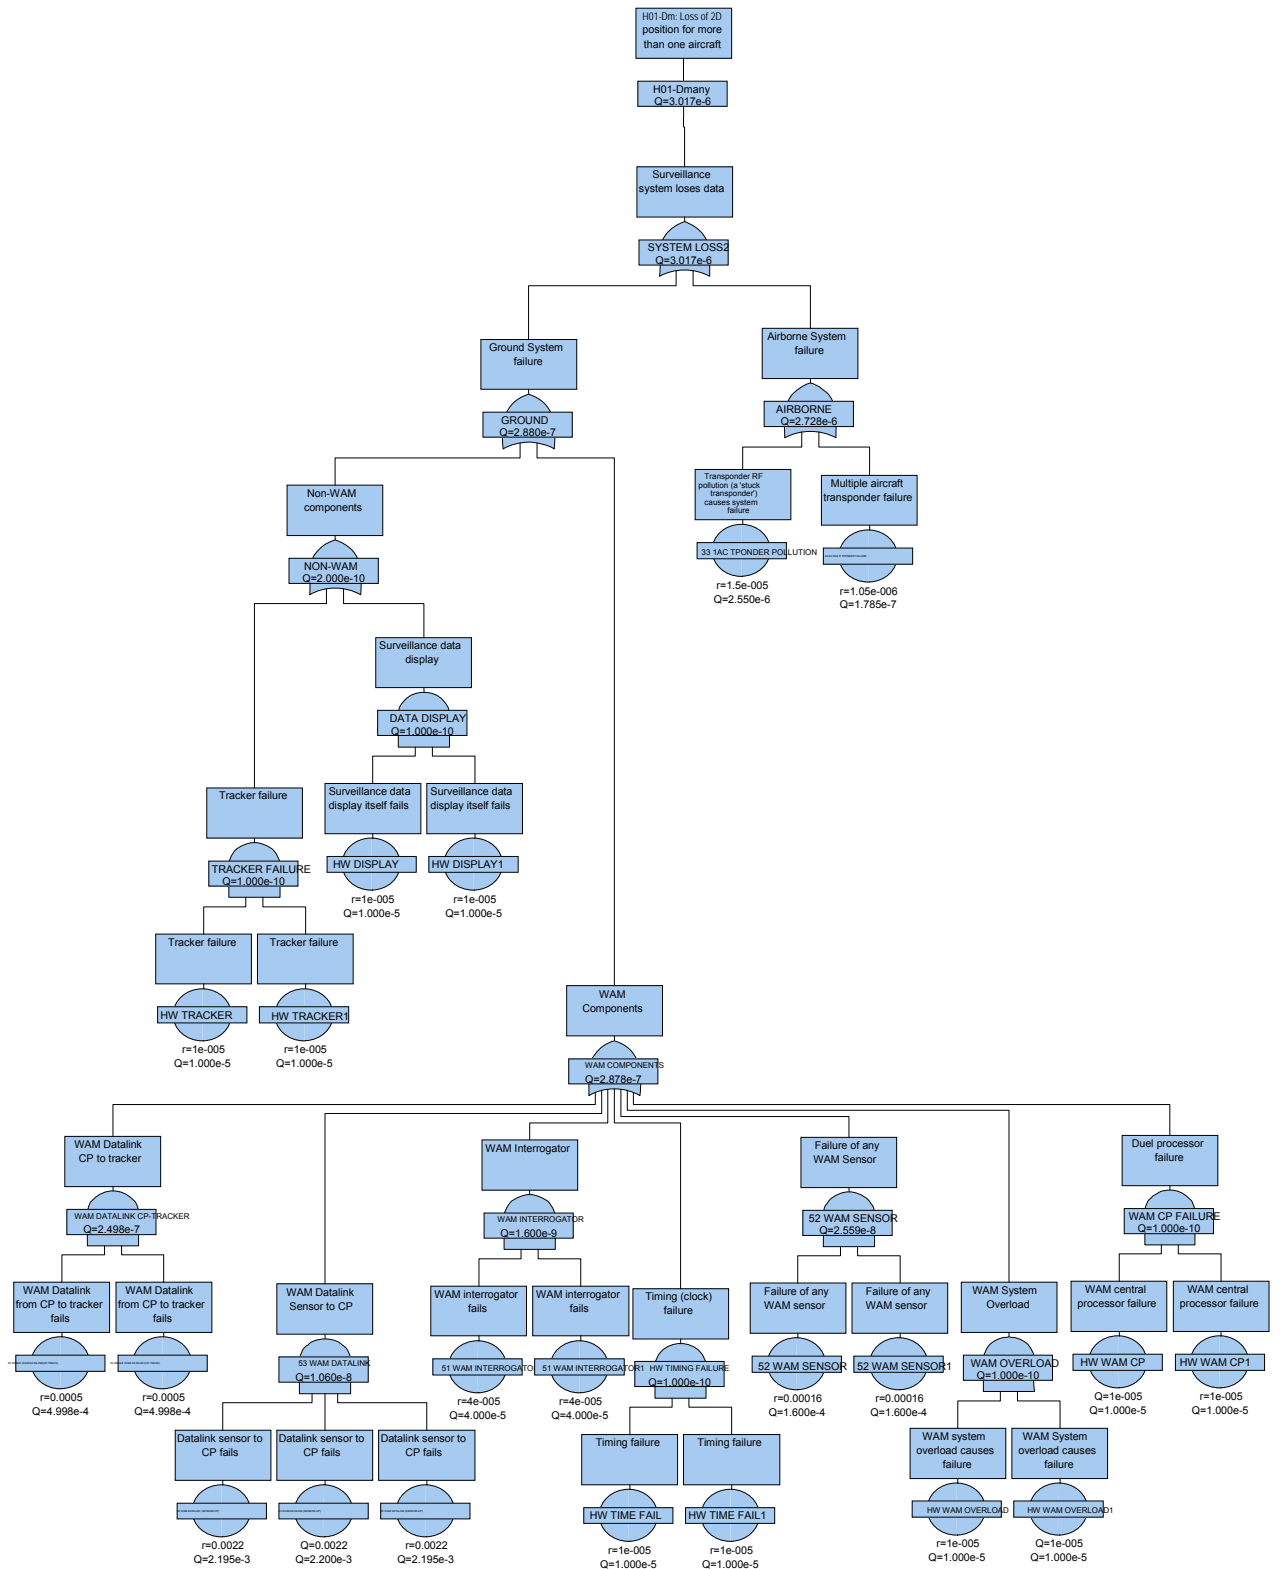 H01-Dm: Loss of 2D
position for more
than one aircraft
H01-Dmany
Q=3.017e-6
Surveillance
system loses data
SYSTEM LOSS2
Q=3.017e-6
Ground System
failure
GROUND
Q=2.880e-7
Airborne System
failure
AIRBORNE
Q=2.728e-6
Transponder RF
pollution (a 'stuck
transponder')
causes system
failure
33 1AC TPONDER POLLUTION
r=1.5e-005
Q=2.550e-6
Multiple aircraft
transponder failure
r=1.05e-006
Q=1.785e-7
Non-WAM
components
NON-WAM
Q=2.000e-10
Surveillance data
display
DATA DISPLAY
Q=1.000e-10
Tracker failure
TRACKER FAILURE
Q=1.000e-10
Surveillance data
display itself fails
HW DISPLAY
r=1e-005
Q=1.000e-5
Surveillance data
display itself fails
HW DISPLAY1
r=1e-005
Q=1.000e-5
Tracker failure
HW TRACKER
r=1e-005
Q=1.000e-5
Tracker failure
HW TRACKER1
r=1e-005
Q=1.000e-5
WAM
Components
WAM COMPONENTS
Q=2.878e-7
WAM Datalink
CP to tracker
WAM DATALINK CP-TRACKER
Q=2.498e-7
WAM Datalink
from CP to tracker
fails
r=0.0005
Q=4.998e-4
WAM Datalink
from CP to tracker
fails
r=0.0005
Q=4.998e-4
WAM Datalink
Sensor to CP
53 WAM DATALINK
Q=1.060e-8
Datalink sensor to
CP fails
r=0.0022
Q=2.195e-3
Datalink sensor to
CP fails
Q=0.0022
Q=2.200e-3
Datalink sensor to
CP fails
r=0.0022
Q=2.195e-3
WAM Interrogator
WAM INTERROGATOR
Q=1.600e-9
WAM interrogator
fails
51 WAM INTERROGATO
r=4e-005
Q=4.000e-5
WAM interrogator
fails
51 WAM INTERROGATOR1
r=4e-005
Q=4.000e-5
Timing (clock)
failure
HW TIMING FAILURE
Q=1.000e-10
Timing failure
HW TIME FAIL
r=1e-005
Q=1.000e-5
Timing failure
HW TIME FAIL1
r=1e-005
Q=1.000e-5
Failure of any
WAM Sensor
52 WAM SENSOR
Q=2.559e-8
Failure of any
WAM sensor
52 WAM SENSOR
r=0.00016
Q=1.600e-4
Failure of any
WAM sensor
52 WAM SENSOR1
r=0.00016
Q=1.600e-4
WAM System
Overload
WAM OVERLOAD
Q=1.000e-10
WAM system
overload causes
failure
HW WAM OVERLOAD
r=1e-005
Q=1.000e-5
WAM System
overload causes
failure
HW WAM OVERLOAD1
Q=1e-005
Q=1.000e-5
Duel processor
failure
WAM CP FAILURE
Q=1.000e-10
WAM central
processor failure
HW WAM CP
Q=1e-005
Q=1.000e-5
WAM central
processor failure
HW WAM CP1
r=1e-005
Q=1.000e-5